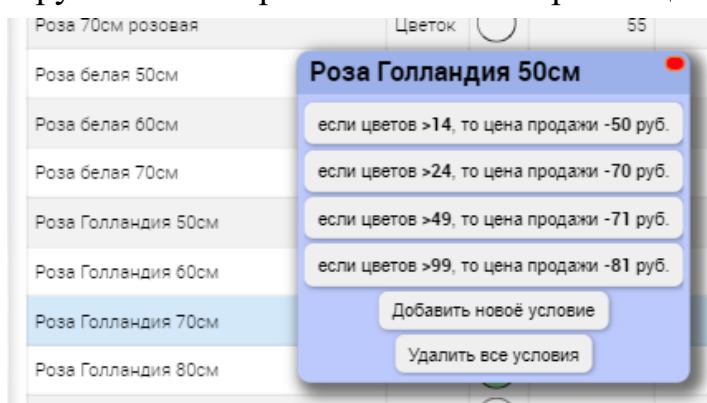 Роза 70см розовая Цветок 55
Роза белая 50см
Роза белая 60см
Роза белая 70см
Роза Голландия 50см
Роза Голландия 60см
Роза Голландия 70см
Роза Голландия 80см
Роза Голландия 50см
если цветов >14, то цена продажи -50 руб.
если цветов >24, то цена продажи -70 руб.
если цветов >49, то цена продажи -71 руб.
если цветов >99, то цена продажи -81 руб.
Добавить новоё условие
Удалить все условия